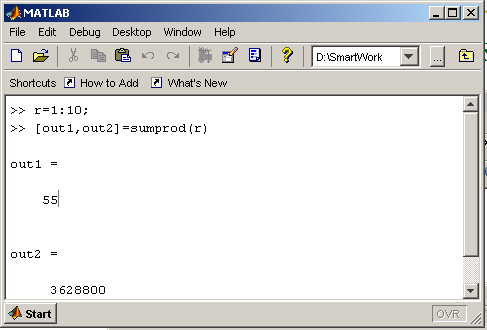 MATLAB
File Edit Debug Desktop Window Help
D:\SmartWork ...
Shortcuts How to Add What's New
>> r=1:10;
>> [out1,out2]=sumprod(r)
out1 =
55
out2 =
3628800
Start OVR